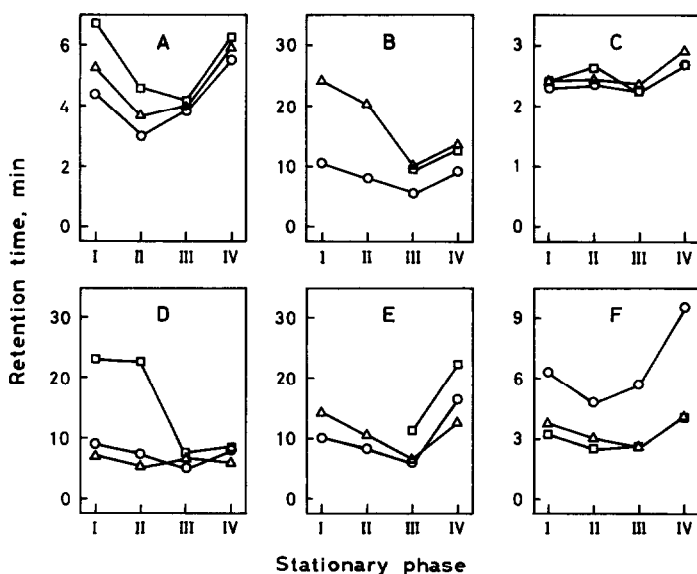 Retention time, min
A
6
4
2
0
I II III IV
B
30
20
10
0
I II III IV
C
3
2
1
0
I II III IV
D
30
20
10
0
I II III IV
E
30
20
10
0
I II III IV
F
9
6
3
0
I II III IV
Stationary phase